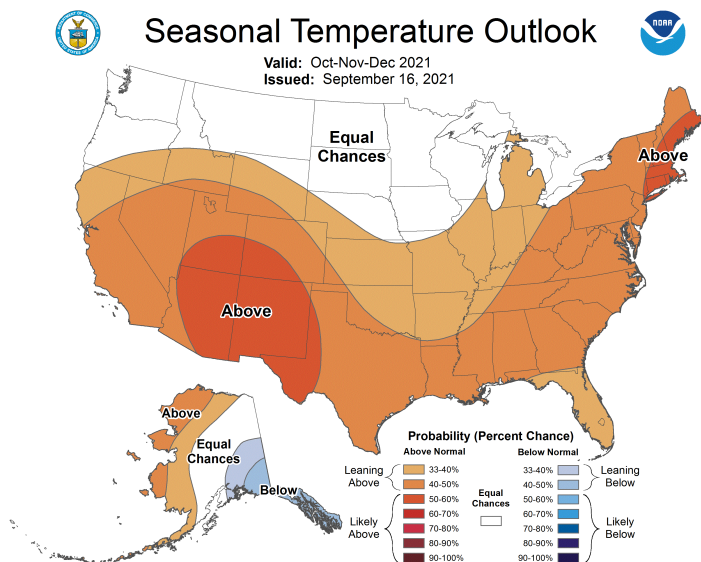 Seasonal Temperature Outlook
Valid: Oct-Nov-Dec 2021
Issued: September 16, 2021
NOAA
Equal
Chances
Above
Above
Above
Equal
Chances
Below
Probability (Percent Chance)
Above Normal
Below Normal
Leaning
Above
33-40%
40-50%
Likely
Above
50-60%
60-70%
70-80%
80-90%
90-100%
Equal
Chances
33-40%
40-50%
Leaning
Below
50-60%
60-70%
70-80%
80-90%
90-100%
Likely
Below